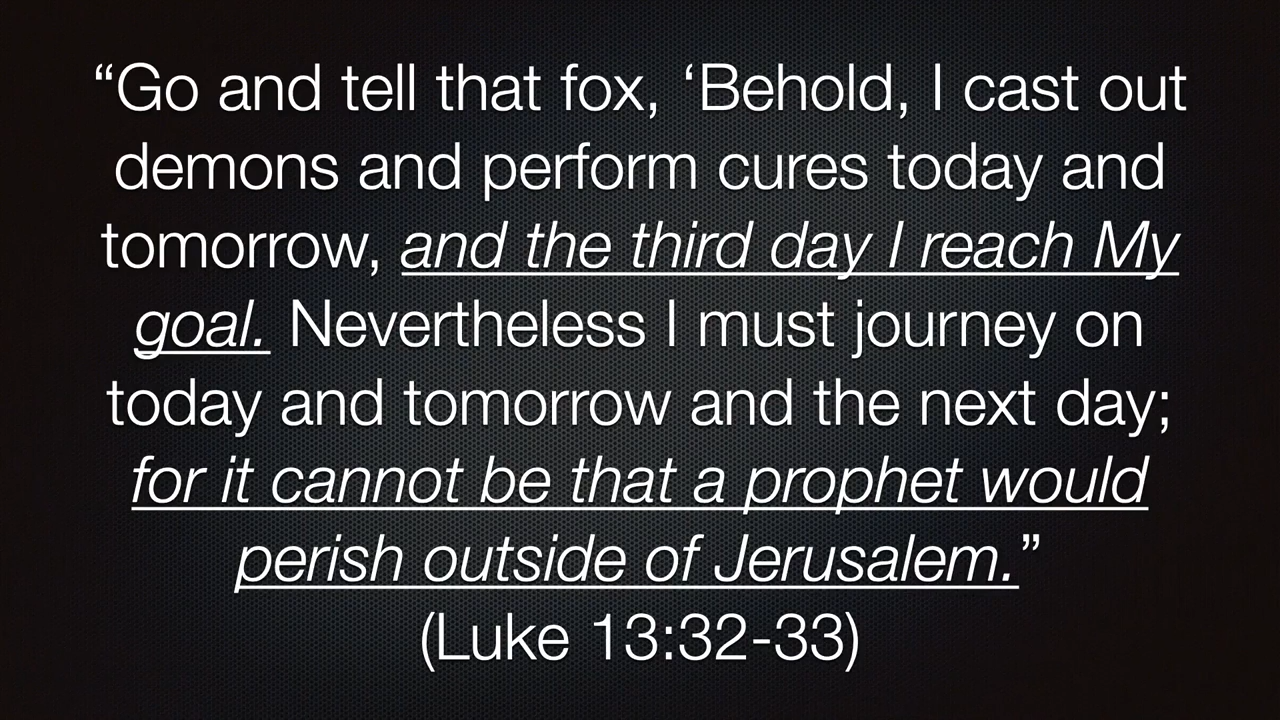 “Go and tell that fox, ‘Behold, I cast out
demons and perform cures today and
tomorrow, and the third day I reach My
goal. Nevertheless I must journey on
today and tomorrow and the next day;
for it cannot be that a prophet would
perish outside of Jerusalem.”
(Luke 13:32-33)